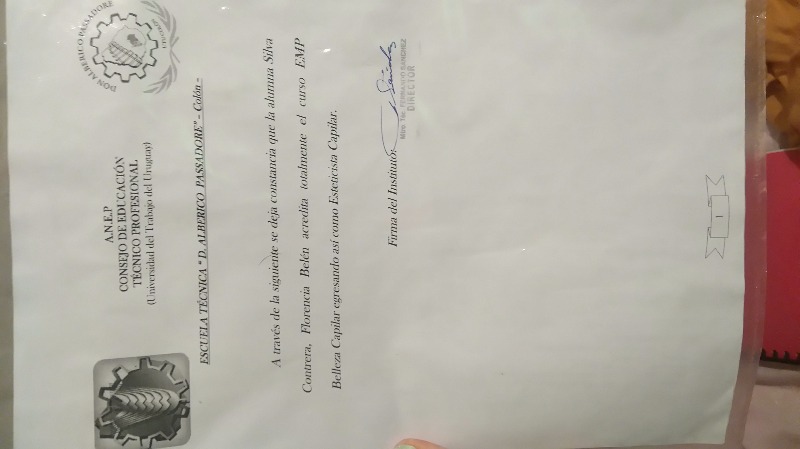 DON ALBERICO PASSADORE
A.N.E.P
CONSEJO DE EDUCACIÓN
TÉCNICO PROFESIONAL
(Universidad del Trabajo del Uruguay)
ESCUELA TÉCNICA " D. ALBERICO PASSADORE" - Colón -
A través de la siguiente se deja constancia que la alumna Silva
Contrera, Florencia Belén acredita totalmente el curso EMP
Belleza Capilar egresando así como Esteticista Capilar.
Firma del Instituto:
FERNANDO SANCHEZ
DIRECTOR
1